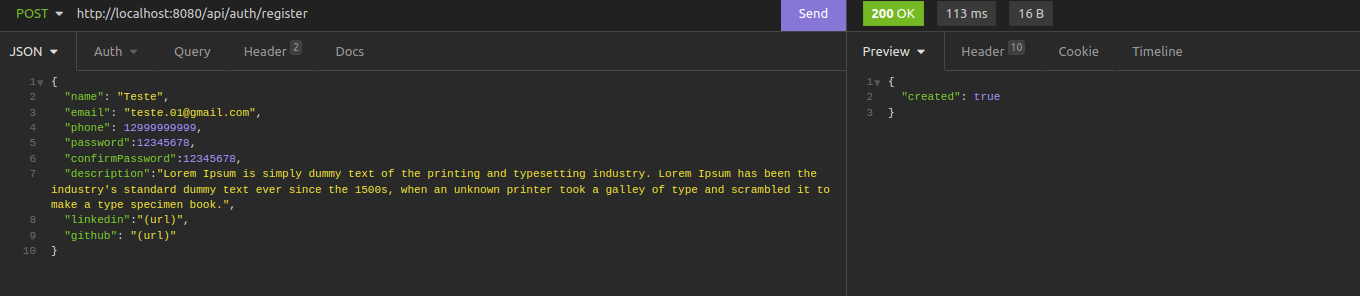 POST http://localhost:8080/api/auth/register Send 200 OK 113 ms 16 B
JSON Auth Query Header 2 Docs Preview Header 10 Cookie Timeline
1 {
2 "name": "Teste",
3 "email": "teste.01@gmail.com",
4 "phone": 12999999999,
5 "password":12345678,
6 "confirmPassword":12345678,
7 "description":"Lorem Ipsum is simply dummy text of the printing and typesetting industry. Lorem Ipsum has been the
industry's standard dummy text ever since the 1500s, when an unknown printer took a galley of type and scrambled it to
make a type specimen book.",
8 "linkedin":"(url)",
9 "github": "(url)"
10 }
1 {
2 "created": true
3 }